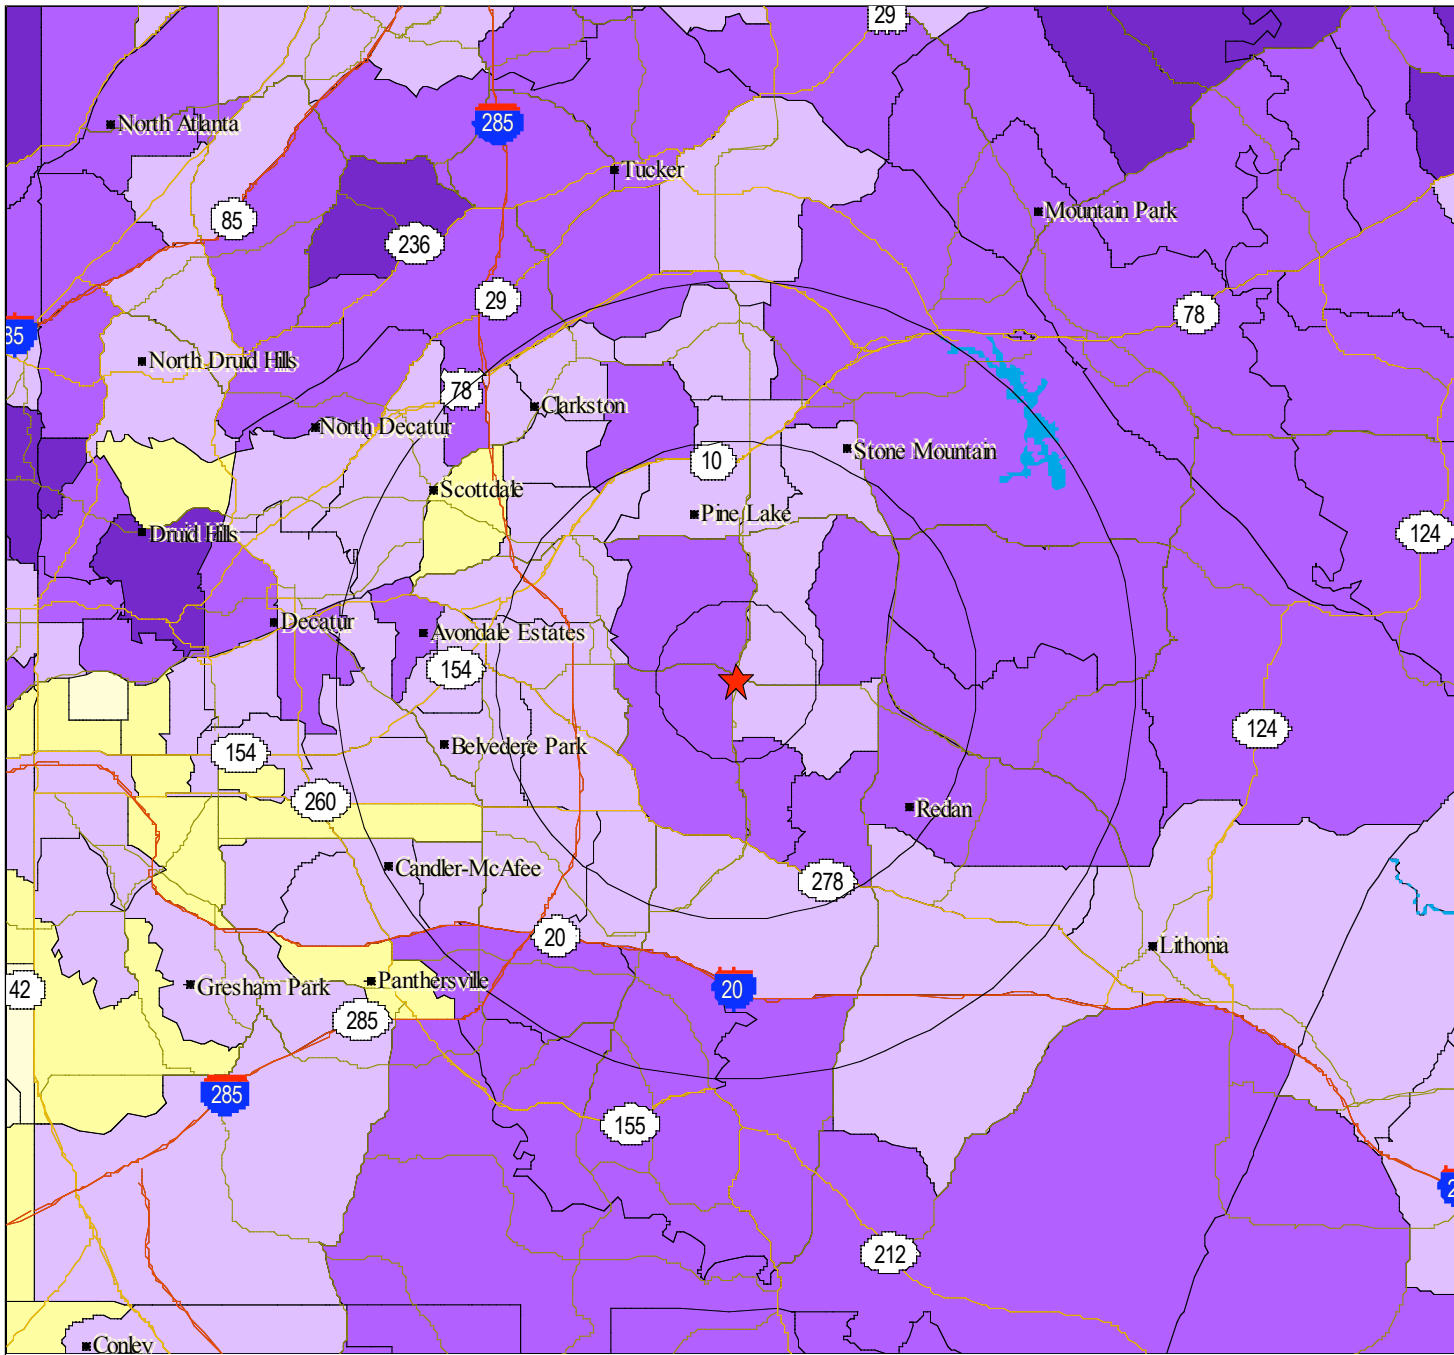 29
North Atlanta
285
Tucker
85
Mountain Park
236
29
78
85
North Druid Hills
78
Clarkston
North Decatur
Stone Mountain
10
Scottdale
Pine Lake
Druid Hills
124
Decatur
Avondale Estates
154
124
Belvedere Park
154
260
Redan
Candler-McAfee
278
20
Lithonia
42
Gresham Park
Panthersville
20
285
285
155
2
212
Conley